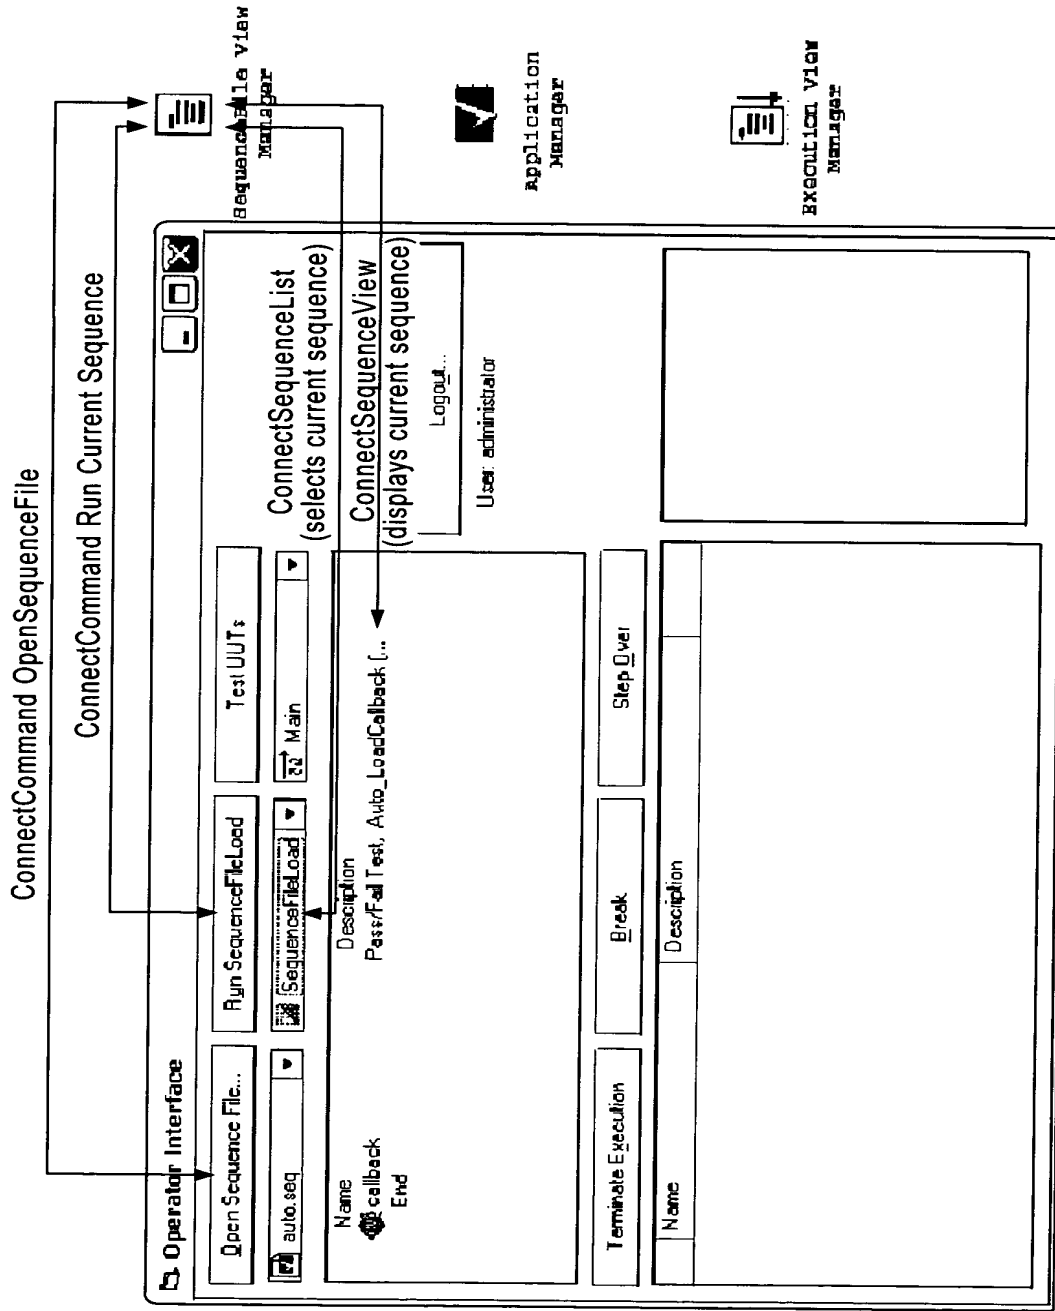 ConnectCommand OpenSequenceFile
ConnectCommand Run Current Sequence
Operator Interface
Open Sequence File...
Run SequenceFileLoad
Test UUTs
auto.seq
SequenceFileLoad
Main
ConnectSequenceList
(selects current sequence)
ConnectSequenceView
(displays current sequence)
Logout...
User: administrator
Name
Description
callback
Pass/Fail Test, Auto_LoadCallback (...
End
Terminate Execution
Break
Step Over
Name
Description
SequenceFile View
Manager
Application
Manager
Execution View
Manager